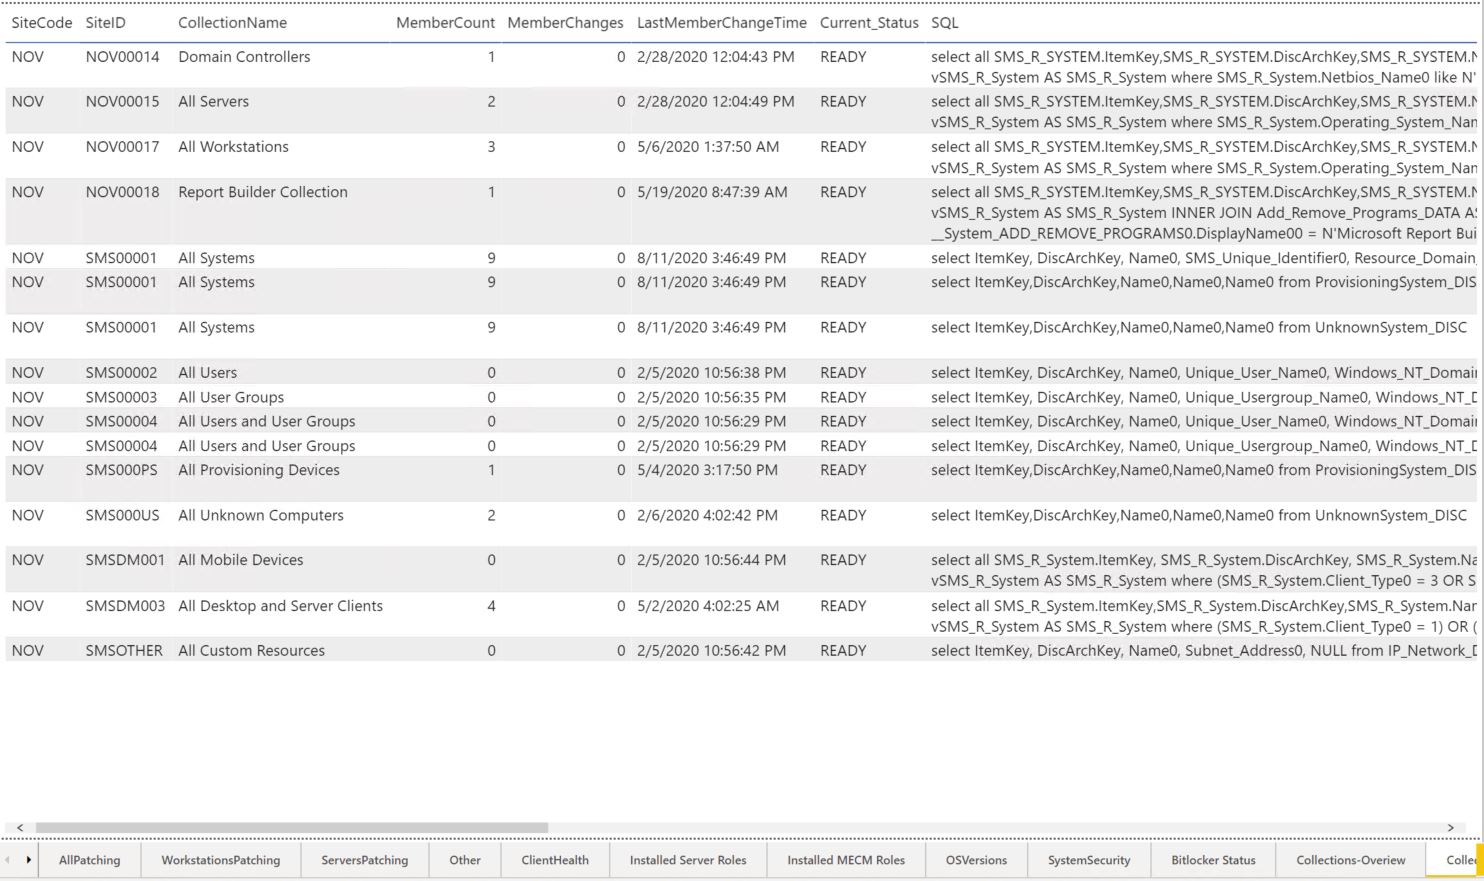 SiteCode SiteID CollectionName MemberCount MemberChanges LastMemberChangeTime Current_Status SQL
NOV NOV00014 Domain Controllers 1 0 2/28/2020 12:04:43 PM READY select all SMS_R_SYSTEM.ItemKey,SMS_R_SYSTEM.DiscArchKey,SMS_R_SYSTEM.N
vSMS_R_System AS SMS_R_System where SMS_R_System.Netbios_Name0 like N'
NOV NOV00015 All Servers 2 0 2/28/2020 12:04:49 PM READY select all SMS_R_SYSTEM.ItemKey,SMS_R_SYSTEM.DiscArchKey,SMS_R_SYSTEM.N
vSMS_R_System AS SMS_R_System where SMS_R_System.Operating_System_Nan
NOV NOV00017 All Workstations 3 0 5/6/2020 1:37:50 AM READY select all SMS_R_SYSTEM.ItemKey,SMS_R_SYSTEM.DiscArchKey,SMS_R_SYSTEM.N
vSMS_R_System AS SMS_R_System where SMS_R_System.Operating_System_Nan
NOV NOV00018 Report Builder Collection 1 0 5/19/2020 8:47:39 AM READY select all SMS_R_SYSTEM.ItemKey,SMS_R_SYSTEM.DiscArchKey,SMS_R_SYSTEM.N
vSMS_R_System AS SMS_R_System INNER JOIN Add_Remove_Programs_DATA AS
__System_ADD_REMOVE_PROGRAMS0.DisplayName00 = N'Microsoft Report Bui
NOV SMS00001 All Systems 9 0 8/11/2020 3:46:49 PM READY select ItemKey, DiscArchKey, Name0, SMS_Unique_Identifier0, Resource_Domain_
NOV SMS00001 All Systems 9 0 8/11/2020 3:46:49 PM READY select ItemKey,DiscArchKey,Name0,Name0,Name0 from ProvisioningSystem_DIS
NOV SMS00001 All Systems 9 0 8/11/2020 3:46:49 PM READY select ItemKey,DiscArchKey,Name0,Name0,Name0 from UnknownSystem_DISC
NOV SMS00002 All Users 0 0 2/5/2020 10:56:38 PM READY select ItemKey, DiscArchKey, Name0, Unique_User_Name0, Windows_NT_Domai
NOV SMS00003 All User Groups 0 0 2/5/2020 10:56:35 PM READY select ItemKey, DiscArchKey, Name0, Unique_Usergroup_Name0, Windows_NT_D
NOV SMS00004 All Users and User Groups 0 0 2/5/2020 10:56:29 PM READY select ItemKey, DiscArchKey, Name0, Unique_User_Name0, Windows_NT_Domai
NOV SMS00004 All Users and User Groups 0 0 2/5/2020 10:56:29 PM READY select ItemKey, DiscArchKey, Name0, Unique_Usergroup_Name0, Windows_NT_D
NOV SMS000PS All Provisioning Devices 1 0 5/4/2020 3:17:50 PM READY select ItemKey,DiscArchKey,Name0,Name0,Name0 from ProvisioningSystem_DIS
NOV SMS000US All Unknown Computers 2 0 2/6/2020 4:02:42 PM READY select ItemKey,DiscArchKey,Name0,Name0,Name0 from UnknownSystem_DISC
NOV SMSDM001 All Mobile Devices 0 0 2/5/2020 10:56:44 PM READY select all SMS_R_System.ItemKey, SMS_R_System.DiscArchKey, SMS_R_System.Na
vSMS_R_System AS SMS_R_System where (SMS_R_System.Client_Type0 = 3 OR S
NOV SMSDM003 All Desktop and Server Clients 4 0 5/2/2020 4:02:25 AM READY select all SMS_R_System.ItemKey,SMS_R_System.DiscArchKey,SMS_R_System.Nar
vSMS_R_System AS SMS_R_System where (SMS_R_System.Client_Type0 = 1) OR (
NOV SMSOTHER All Custom Resources 0 0 2/5/2020 10:56:42 PM READY select ItemKey, DiscArchKey, Name0, Subnet_Address0, NULL from IP_Network_D
AllPatching WorkstationsPatching ServersPatching Other ClientHealth Installed Server Roles Installed MECM Roles OSVersions SystemSecurity Bitlocker Status Collections-Overiew Collec